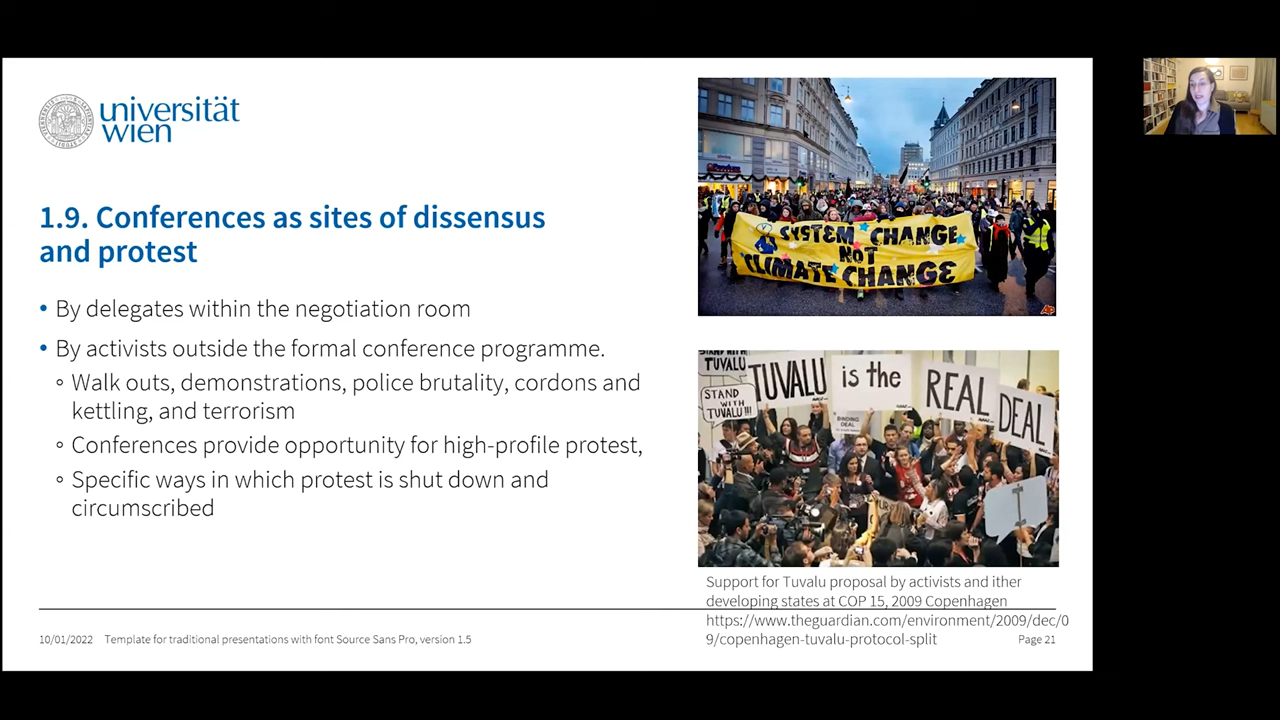 universität
wien
1.9. Conferences as sites of dissensus
and protest
• By delegates within the negotiation room
• By activists outside the formal conference programme.
◦ Walk outs, demonstrations, police brutality, cordons and
kettling, and terrorism
◦ Conferences provide opportunity for high-profile protest,
◦ Specific ways in which protest is shut down and
circumscribed
SYSTEM CHANGE
NOT
CLIMATE CHANGE
AP
STAND WITH
TUVALU
STAND
WITH
TUVALU!!!
TUVALU is the REAL DEAL
BINDING
DEAL
Support for Tuvalu proposal by activists and ither
developing states at COP 15, 2009 Copenhagen
https://www.theguardian.com/environment/2009/dec/0
9/copenhagen-tuvalu-protocol-split
10/01/2022 Template for traditional presentations with font Source Sans Pro, version 1.5
Page 21